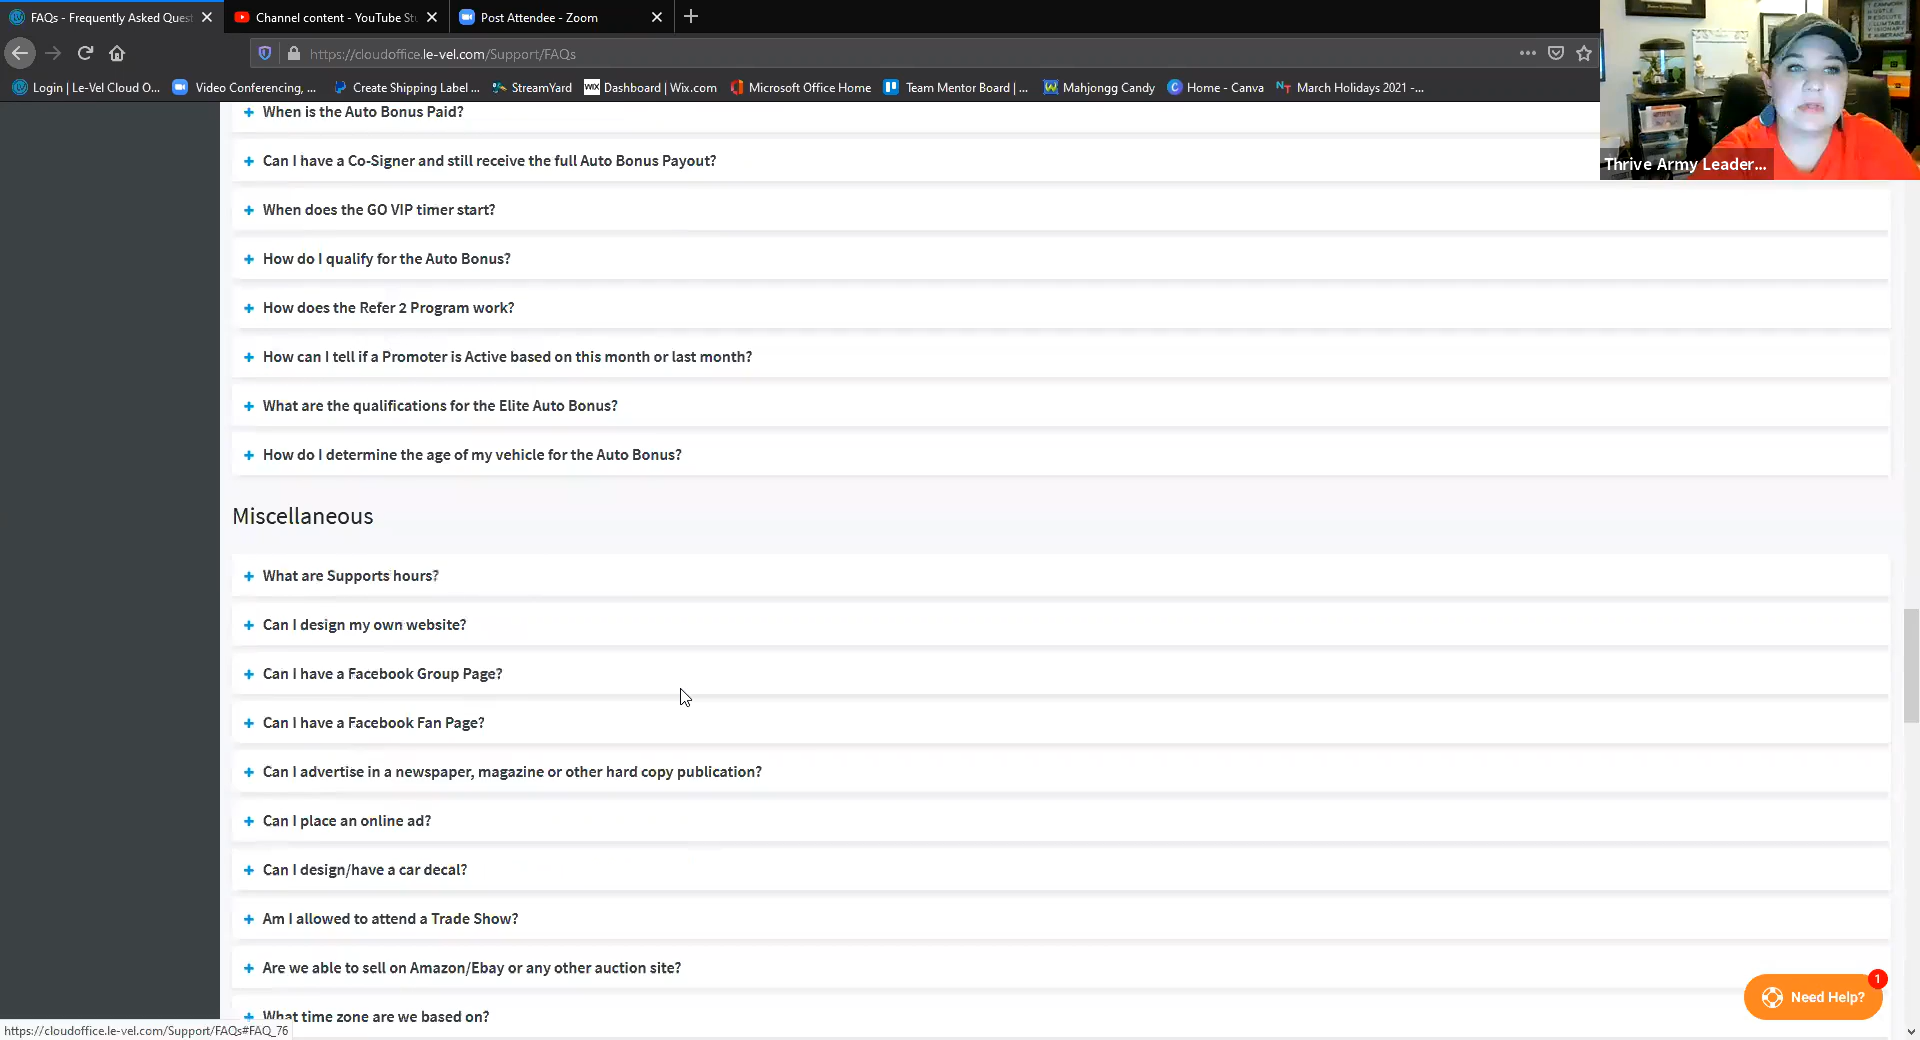 FAQs - Frequently Asked Quest
Channel content - YouTube Stu
Post Attendee - Zoom
https://cloudoffice.le-vel.com/Support/FAQs
Login | Le-Vel Cloud O...
Video Conferencing, ...
Create Shipping Label ...
StreamYard
WIX Dashboard | Wix.com
Microsoft Office Home
Team Mentor Board | ...
Mahjongg Candy
Home - Canva
March Holidays 2021 -...
Thrive Army Leader...
When is the Auto Bonus Paid?
Can I have a Co-Signer and still receive the full Auto Bonus Payout?
When does the GO VIP timer start?
How do I qualify for the Auto Bonus?
How does the Refer 2 Program work?
How can I tell if a Promoter is Active based on this month or last month?
What are the qualifications for the Elite Auto Bonus?
How do I determine the age of my vehicle for the Auto Bonus?
Miscellaneous
What are Supports hours?
Can I design my own website?
Can I have a Facebook Group Page?
Can I have a Facebook Fan Page?
Can I advertise in a newspaper, magazine or other hard copy publication?
Can I place an online ad?
Can I design/have a car decal?
Am I allowed to attend a Trade Show?
Are we able to sell on Amazon/Ebay or any other auction site?
What time zone are we based on?
Need Help?
1
https://cloudoffice.le-vel.com/Support/FAQs#FAQ_76